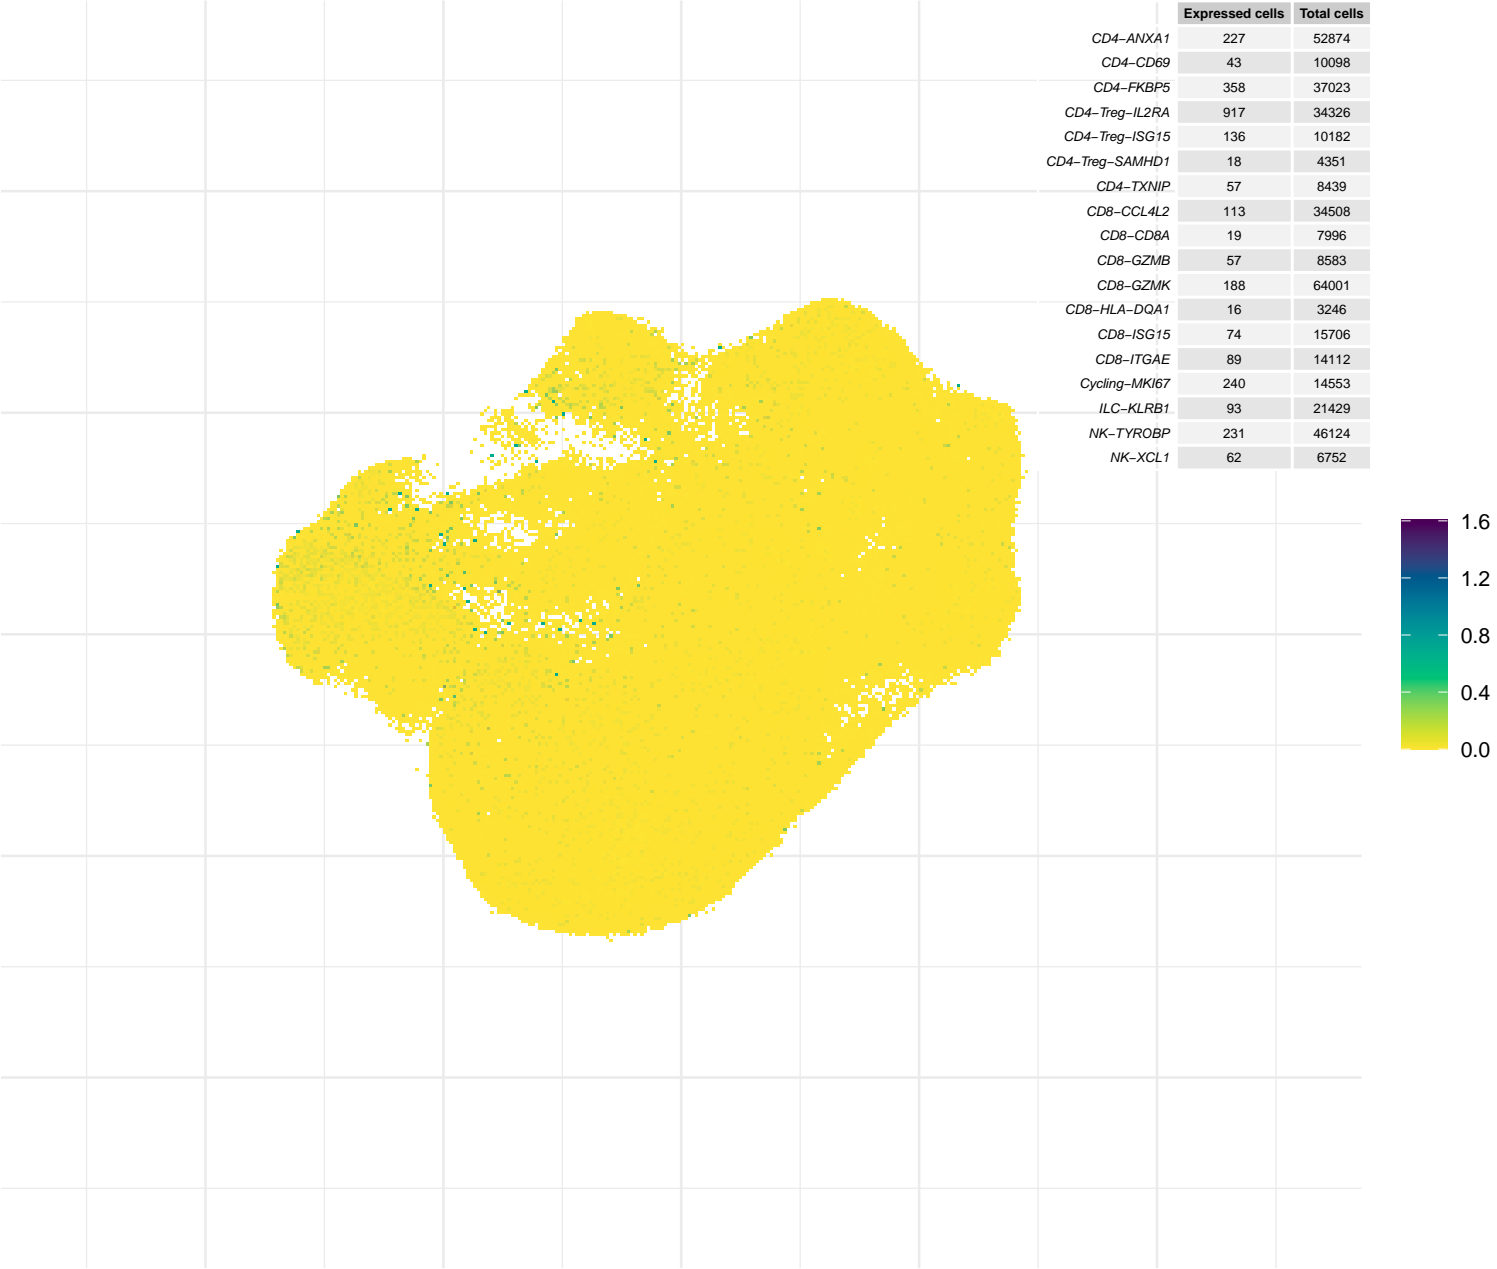 Expressed cells Total cells
CD4−ANXA1 227 52874
CD4−CD69 43 10098
CD4−FKBP5 358 37023
CD4−Treg−IL2RA 917 34326
CD4−Treg−ISG15 136 10182
CD4−Treg−SAMHD1 18 4351
CD4−TXNIP 57 8439
CD8−CCL4L2 113 34508
CD8−CD8A 19 7996
CD8−GZMB 57 8583
CD8−GZMK 188 64001
CD8−HLA−DQA1 16 3246
CD8−ISG15 74 15706
CD8−ITGAE 89 14112
Cycling−MKI67 240 14553
ILC−KLRB1 93 21429
NK−TYROBP 231 46124
NK−XCL1 62 6752
1.6
1.2
0.8
0.4
0.0